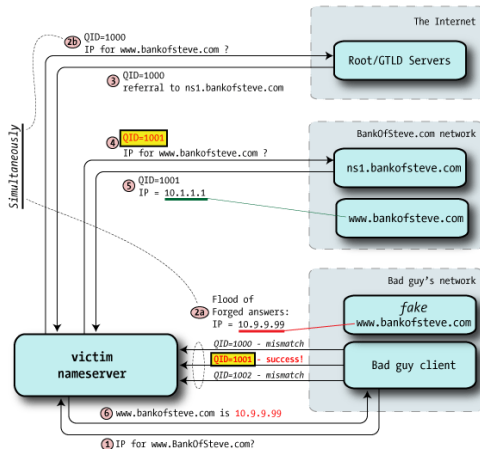 The Internet
2b QID=1000
IP for www.bankofsteve.com ?
Root/GTLD Servers
3 QID=1000
referral to ns1.bankofsteve.com
Simultaneously
BankOfSteve.com network
4 QID=1001
IP for www.bankofsteve.com ?
ns1.bankofsteve.com
5 QID=1001
IP = 10.1.1.1
www.bankofsteve.com
Bad guy's network
2a Flood of
Forged answers:
IP = 10.9.9.99
fake
www.bankofsteve.com
QID=1000 - mismatch
QID=1001 - success!
QID=1002 - mismatch
victim
nameserver
Bad guy client
6 www.bankofsteve.com is 10.9.9.99
1 IP for www.BankOfSteve.com?